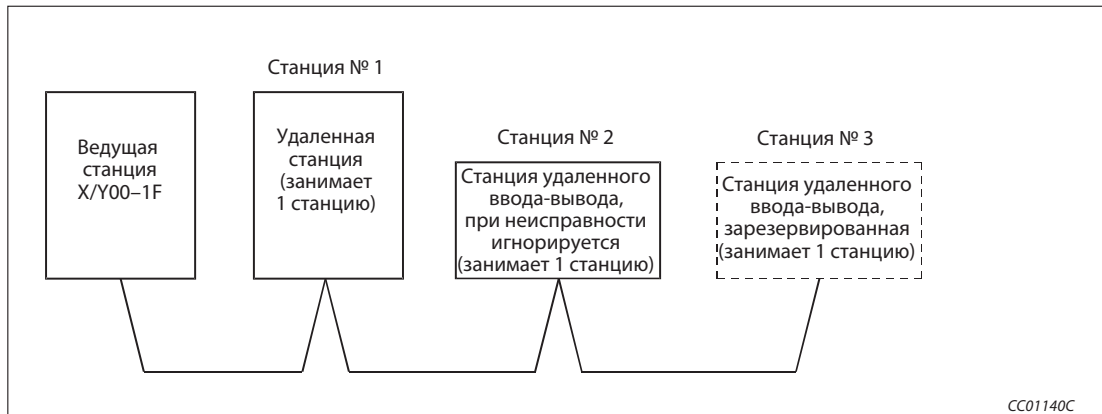 Станция № 1
Ведущая
станция
X/Y00–1F
Удаленная
станция
(занимает
1 станцию)
Станция № 2
Станция удаленного
ввода-вывода,
при неисправности
игнорируется
(занимает 1 станцию)
Станция № 3
Станция удаленного
ввода-вывода,
зарезервированная
(занимает 1 станцию)
CC01140C